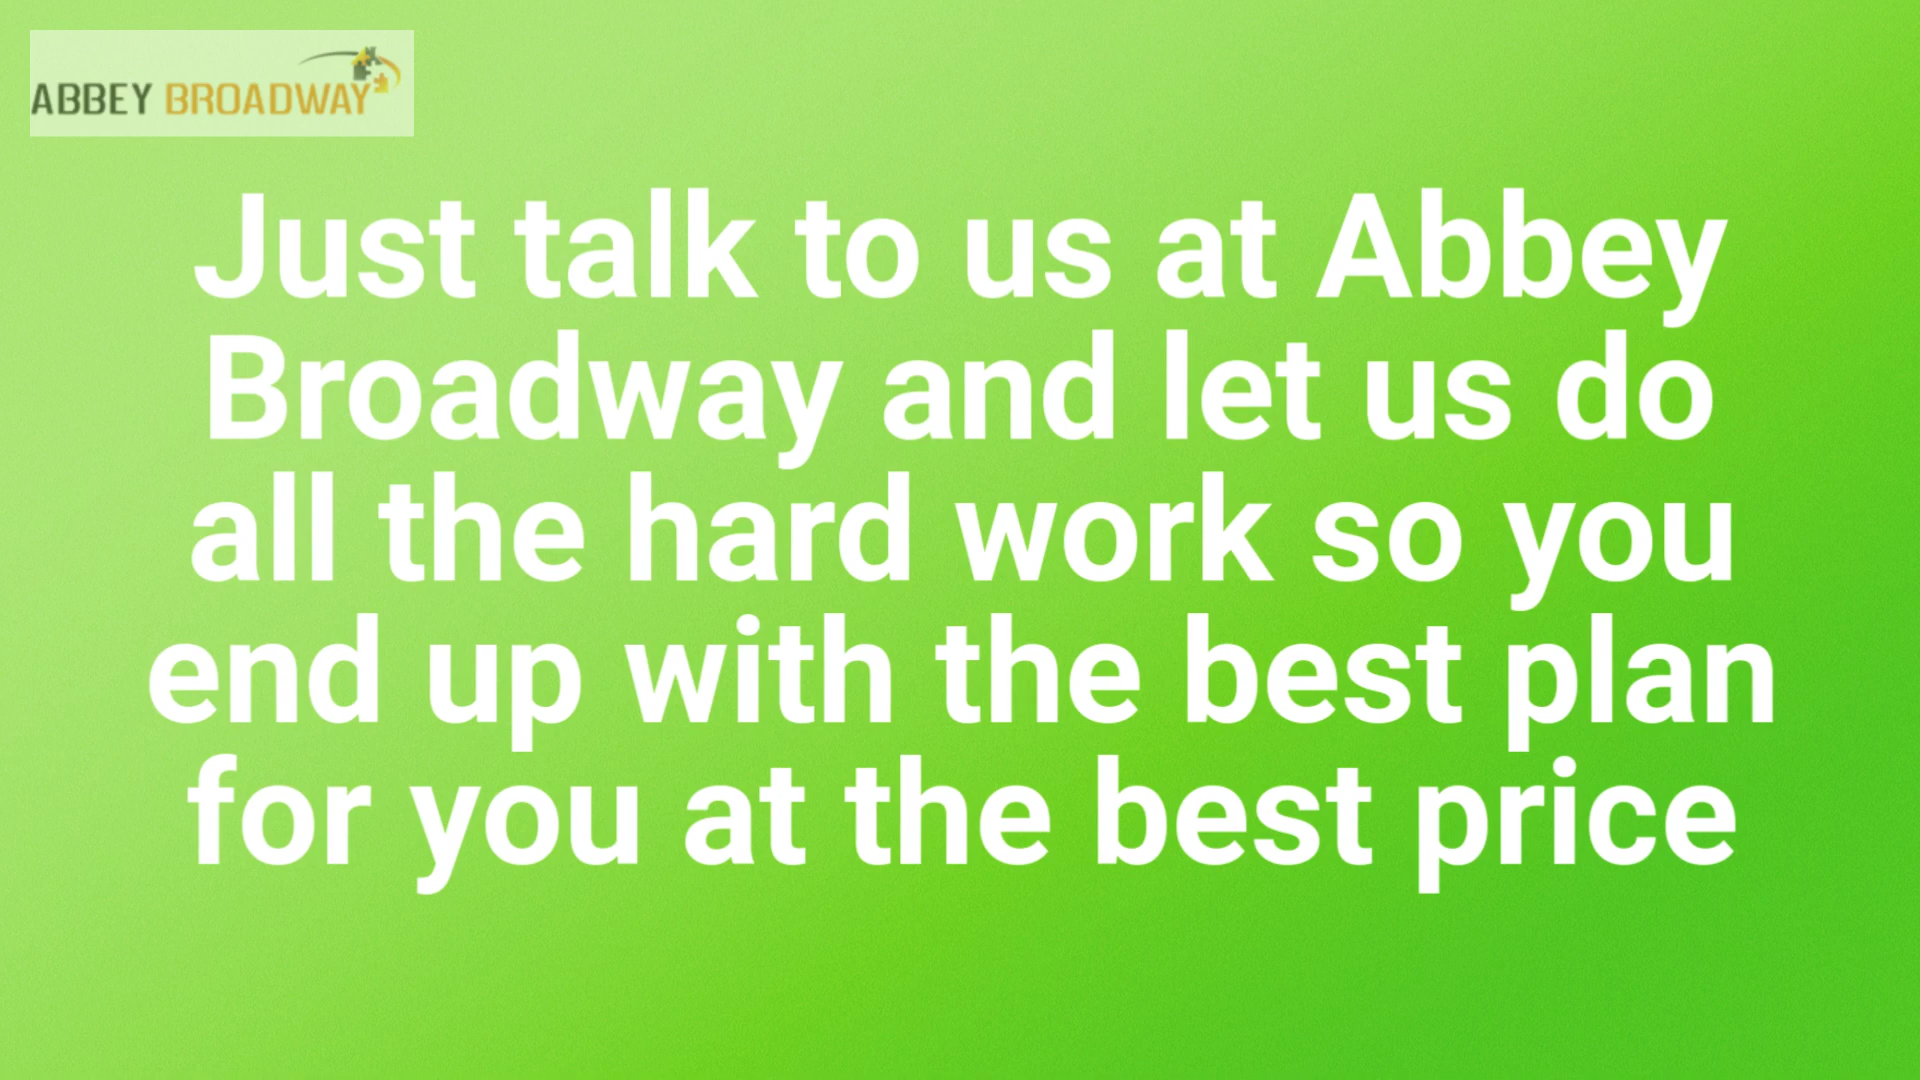 ABBEY BROADWAY
Just talk to us at Abbey
Broadway and let us do
all the hard work so you
end up with the best plan
for you at the best price